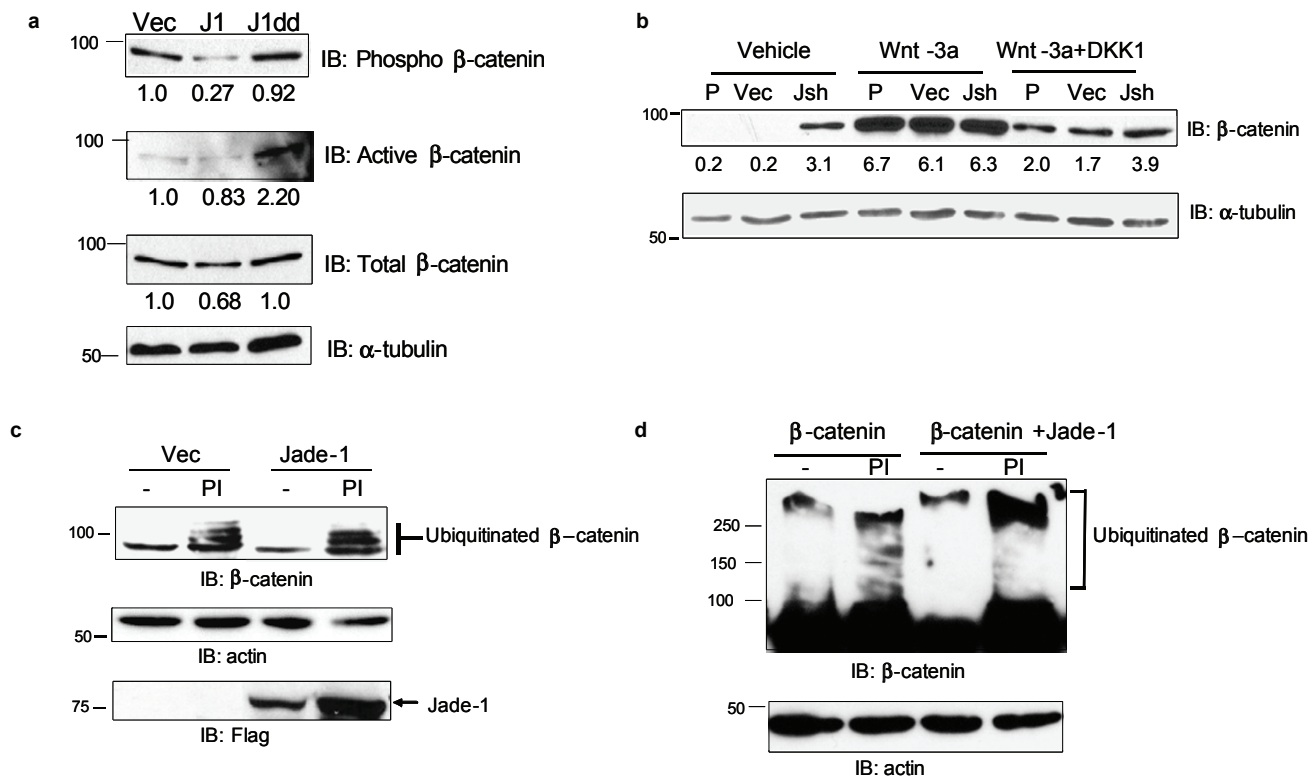 a
Vec J1 J1dd
100
IB: Phospho β-catenin
1.0 0.27 0.92
100
IB: Active β-catenin
1.0 0.83 2.20
100
IB: Total β-catenin
1.0 0.68 1.0
50
IB: α-tubulin
b
Vehicle Wnt -3a Wnt -3a+DKK1
P Vec Jsh P Vec Jsh P Vec Jsh
100
IB: β-catenin
0.2 0.2 3.1 6.7 6.1 6.3 2.0 1.7 3.9
IB: α-tubulin
50
c
Vec Jade-1
- PI - PI
100
Ubiquitinated β–catenin
IB: β-catenin
50
IB: actin
75
Jade-1
IB: Flag
d
β-catenin β-catenin +Jade-1
- PI - PI
250
Ubiquitinated β-catenin
150
100
IB: β-catenin
50
IB: actin